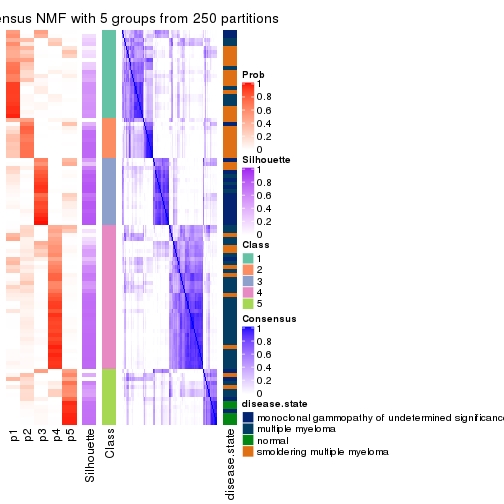 ensus NMF with 5 groups from 250 partitions
Prob
1
0.8
0.6
0.4
0.2
0
Silhouette
1
0.8
0.6
0.4
0.2
0
Class
1
2
3
4
5
Consensus
1
0.8
0.6
0.4
0.2
0
disease.state
monoclonal gammopathy of undetermined significance
multiple myeloma
normal
smoldering multiple myeloma
p1
p2
p3
p4
p5
Silhouette
Class
disease.state